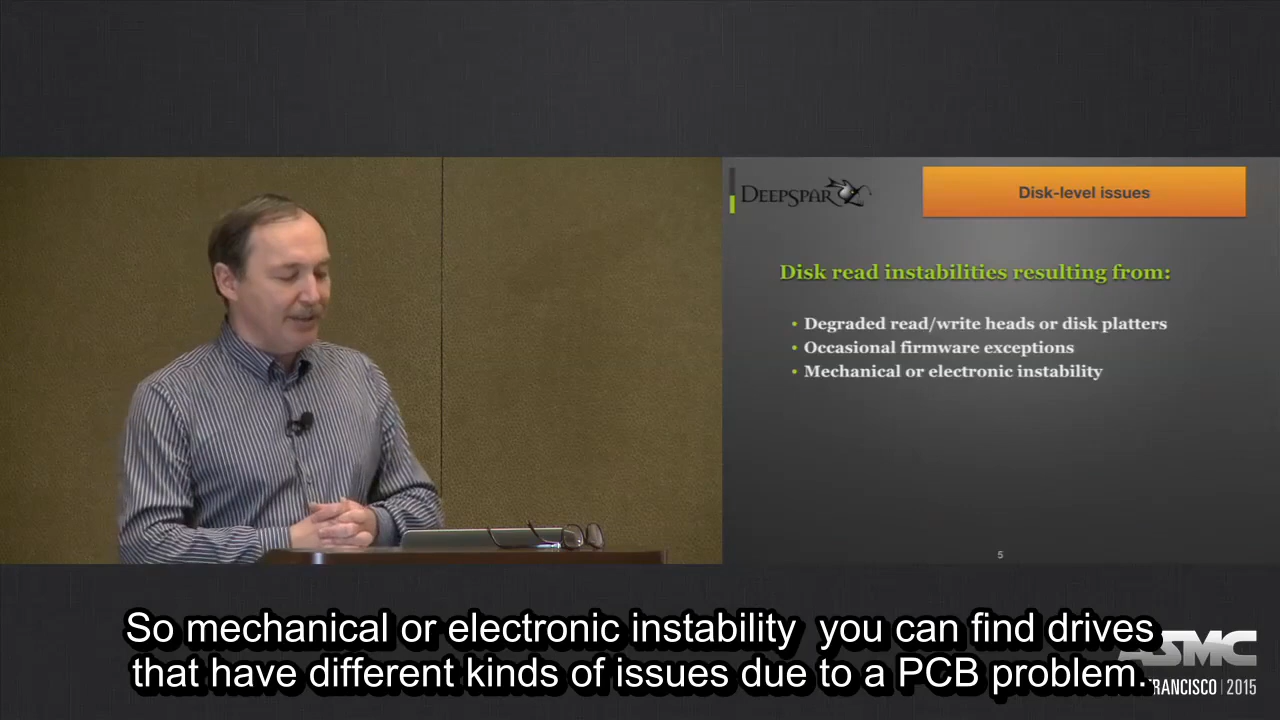 DEEPSPAR
Disk-level issues
Disk read instabilities resulting from:
• Degraded read/write heads or disk platters
• Occasional firmware exceptions
• Mechanical or electronic instability
5
So mechanical or electronic instability you can find drives
that have different kinds of issues due to a PCB problem.
SMC
FRANCISCO | 2015